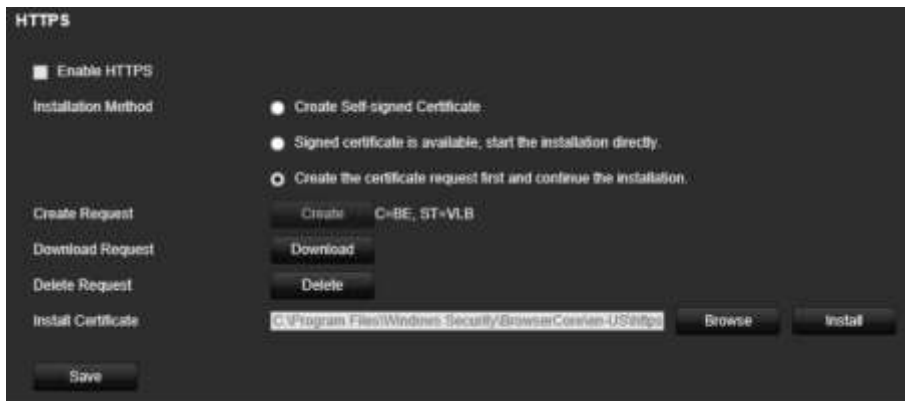 HTTPS
Enable HTTPS
Installation Method
Create Self-signed Certificate
Signed certificate is available, start the installation directly.
Create the certificate request first and continue the installation.
Create Request Create C=BE, ST=VLB
Download Request Download
Delete Request Delete
Install Certificate C:\Program Files\Windows Security\BrowserCore\en-US\https Browse Install
Save